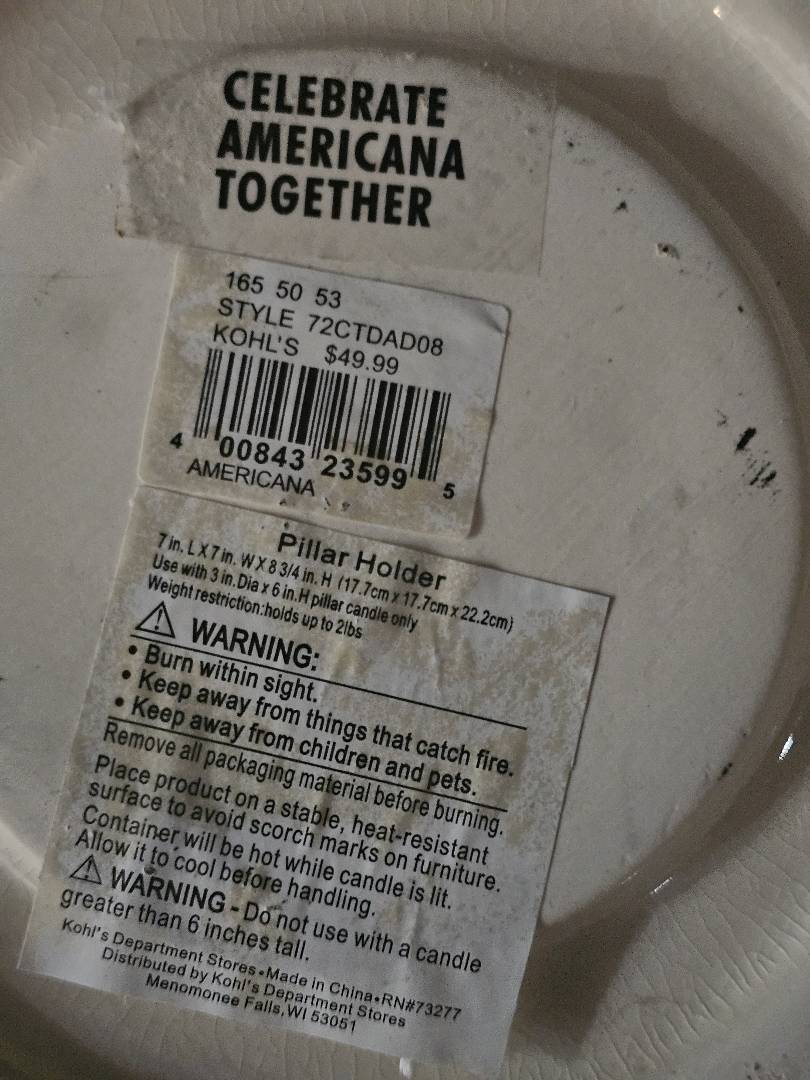 CELEBRATE
AMERICANA
TOGETHER
165 50 53
STYLE 72CTDAD08
KOHL'S $49.99
4 00843 23599 5
AMERICANA
Pillar Holder
7 in. L X 7 in. W X 8 3/4 in. H (17.7cm x 17.7cm x 22.2cm)
Use with 3 in. Dia x 6 in. H pillar candle only
Weight restriction:holds up to 2lbs
⚠ WARNING:
• Burn within sight.
• Keep away from things that catch fire.
• Keep away from children and pets.
Remove all packaging material before burning.
Place product on a stable, heat-resistant
surface to avoid scorch marks on furniture.
Container will be hot while candle is lit.
Allow it to cool before handling.
⚠ WARNING - Do not use with a candle
greater than 6 inches tall.
Kohl's Department Stores•Made in China•RN#73277
Distributed by Kohl's Department Stores
Menomonee Falls, WI 53051